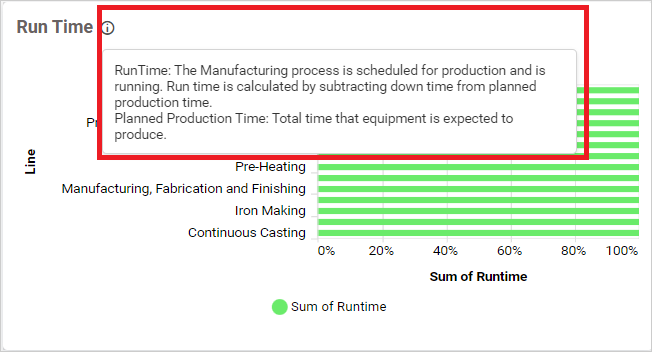 Run Time
RunTime: The Manufacturing process is scheduled for production and is
running. Run time is calculated by subtracting down time from planned
production time.
Planned Production Time: Total time that equipment is expected to
produce.
Line
Pre-Heating
Manufacturing, Fabrication and Finishing
Iron Making
Continuous Casting
0% 20% 40% 60% 80% 100%
Sum of Runtime
Sum of Runtime